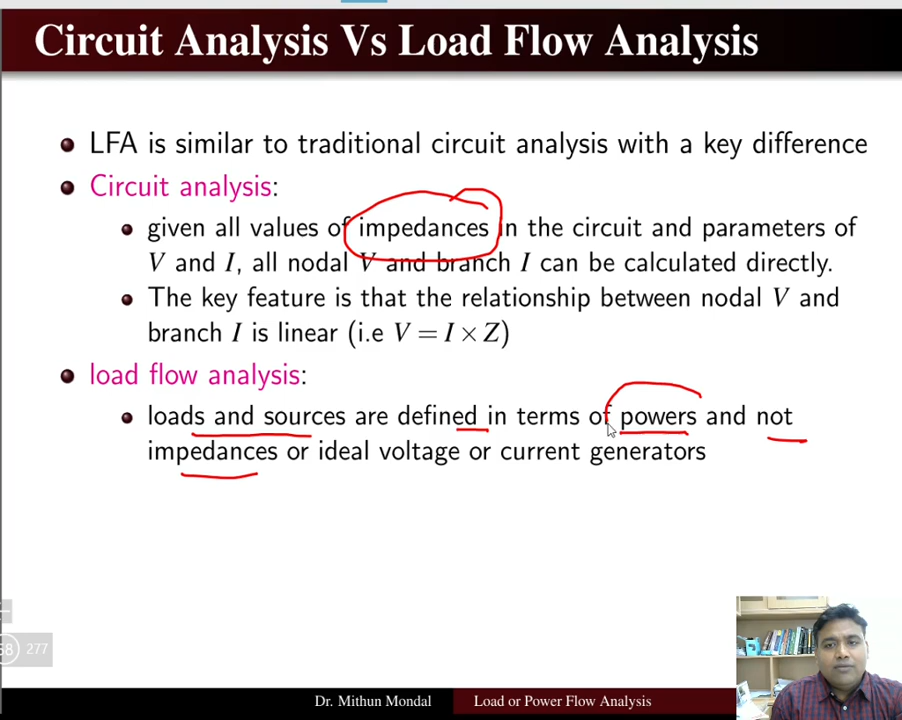 Circuit Analysis Vs Load Flow Analysis
LFA is similar to traditional circuit analysis with a key difference
Circuit analysis:
given all values of impedances in the circuit and parameters of
V and I, all nodal V and branch I can be calculated directly.
The key feature is that the relationship between nodal V and
branch I is linear (i.e V = I × Z)
load flow analysis:
loads and sources are defined in terms of powers and not
impedances or ideal voltage or current generators
277
Dr. Mithun Mondal
Load or Power Flow Analysis